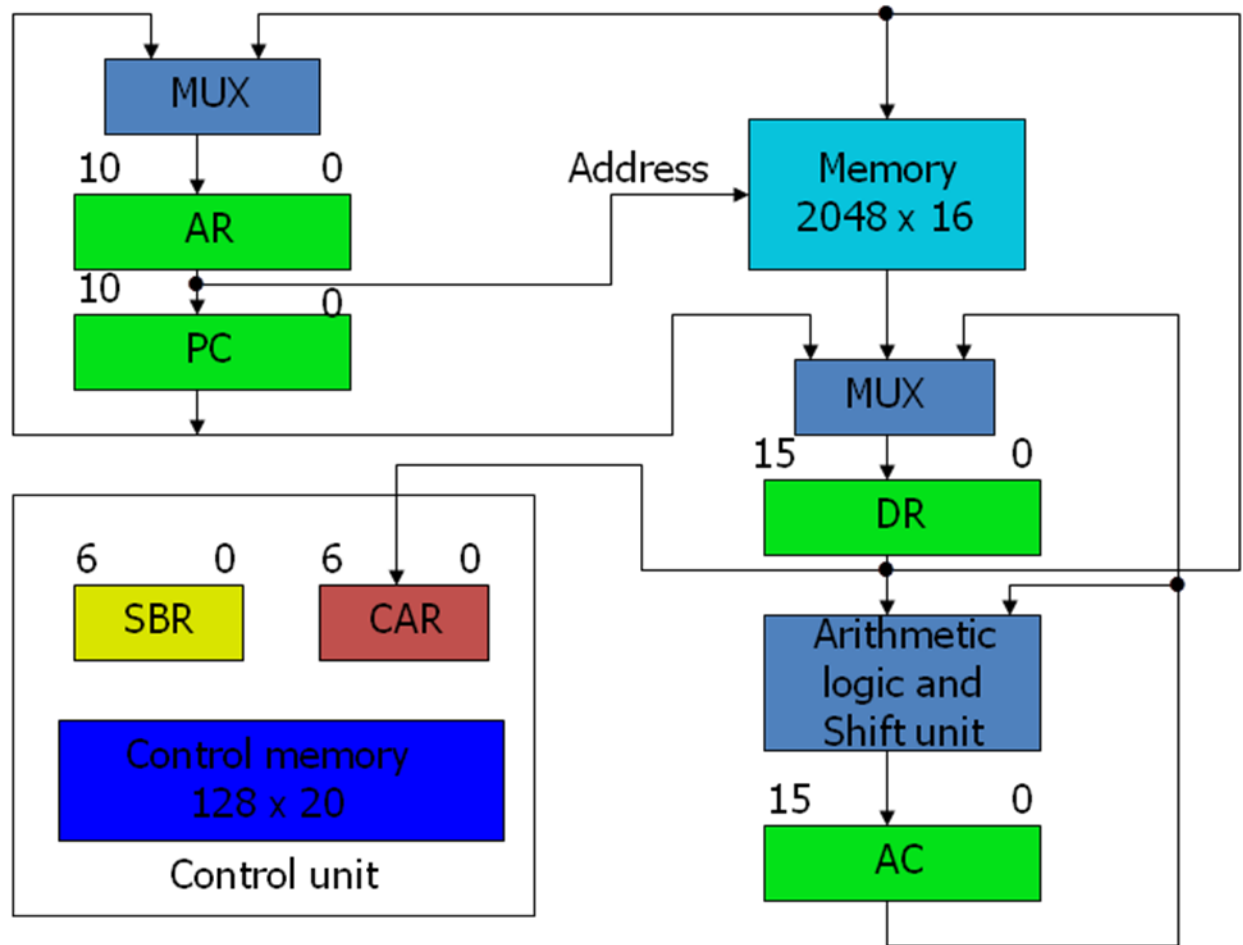 MUX
10 0
AR
10 0
PC
Address
Memory
2048 x 16
MUX
15 0
DR
6 0 6 0
SBR CAR
Arithmetic
logic and
Shift unit
Control memory
128 x 20
Control unit
15 0
AC